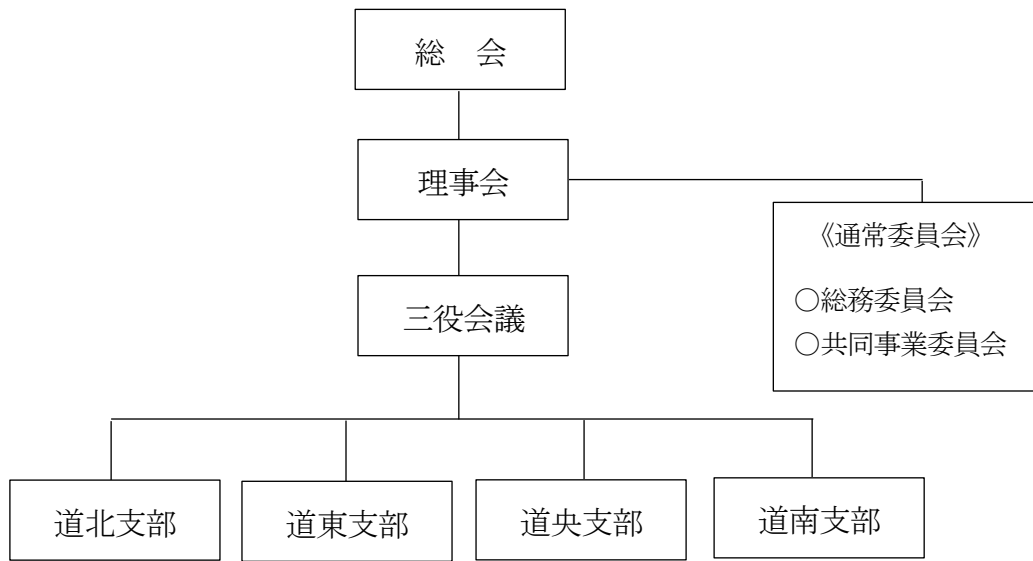 総　会
理事会
《通常委員会》
○総務委員会
○共同事業委員会
三役会議
道北支部
道東支部
道央支部
道南支部